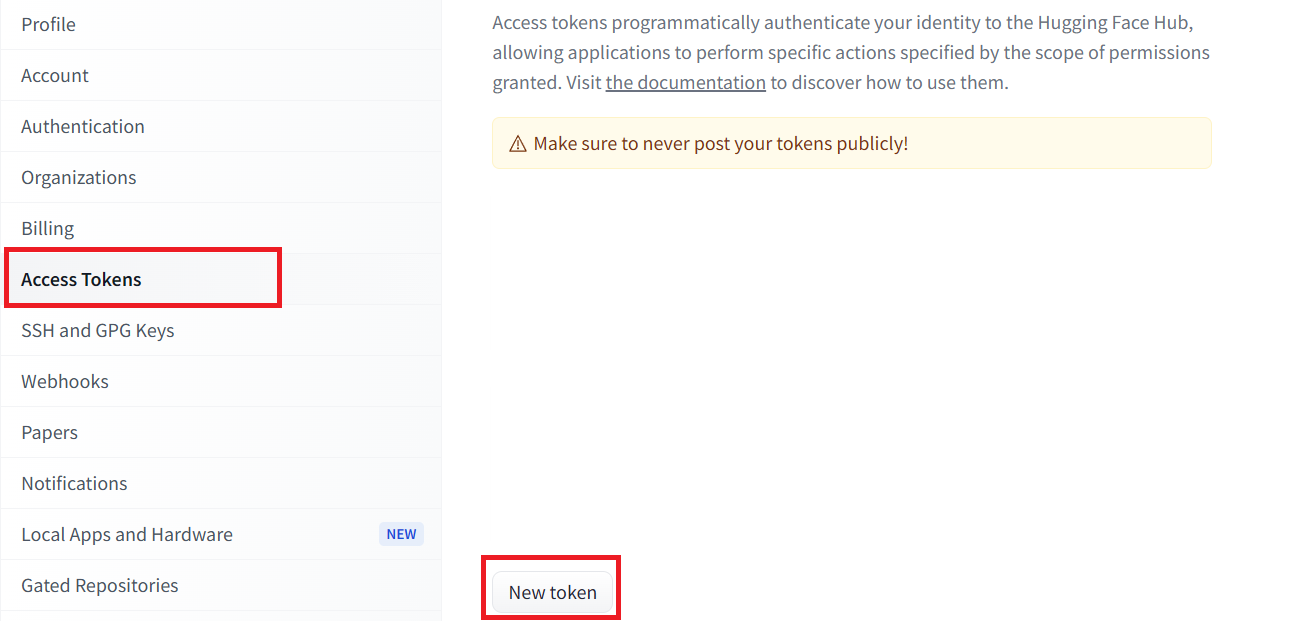 Profile
Account
Authentication
Organizations
Billing
Access Tokens
SSH and GPG Keys
Webhooks
Papers
Notifications
Local Apps and Hardware NEW
Gated Repositories
Access tokens programmatically authenticate your identity to the Hugging Face Hub,
allowing applications to perform specific actions specified by the scope of permissions
granted. Visit the documentation to discover how to use them.
Make sure to never post your tokens publicly!
New token